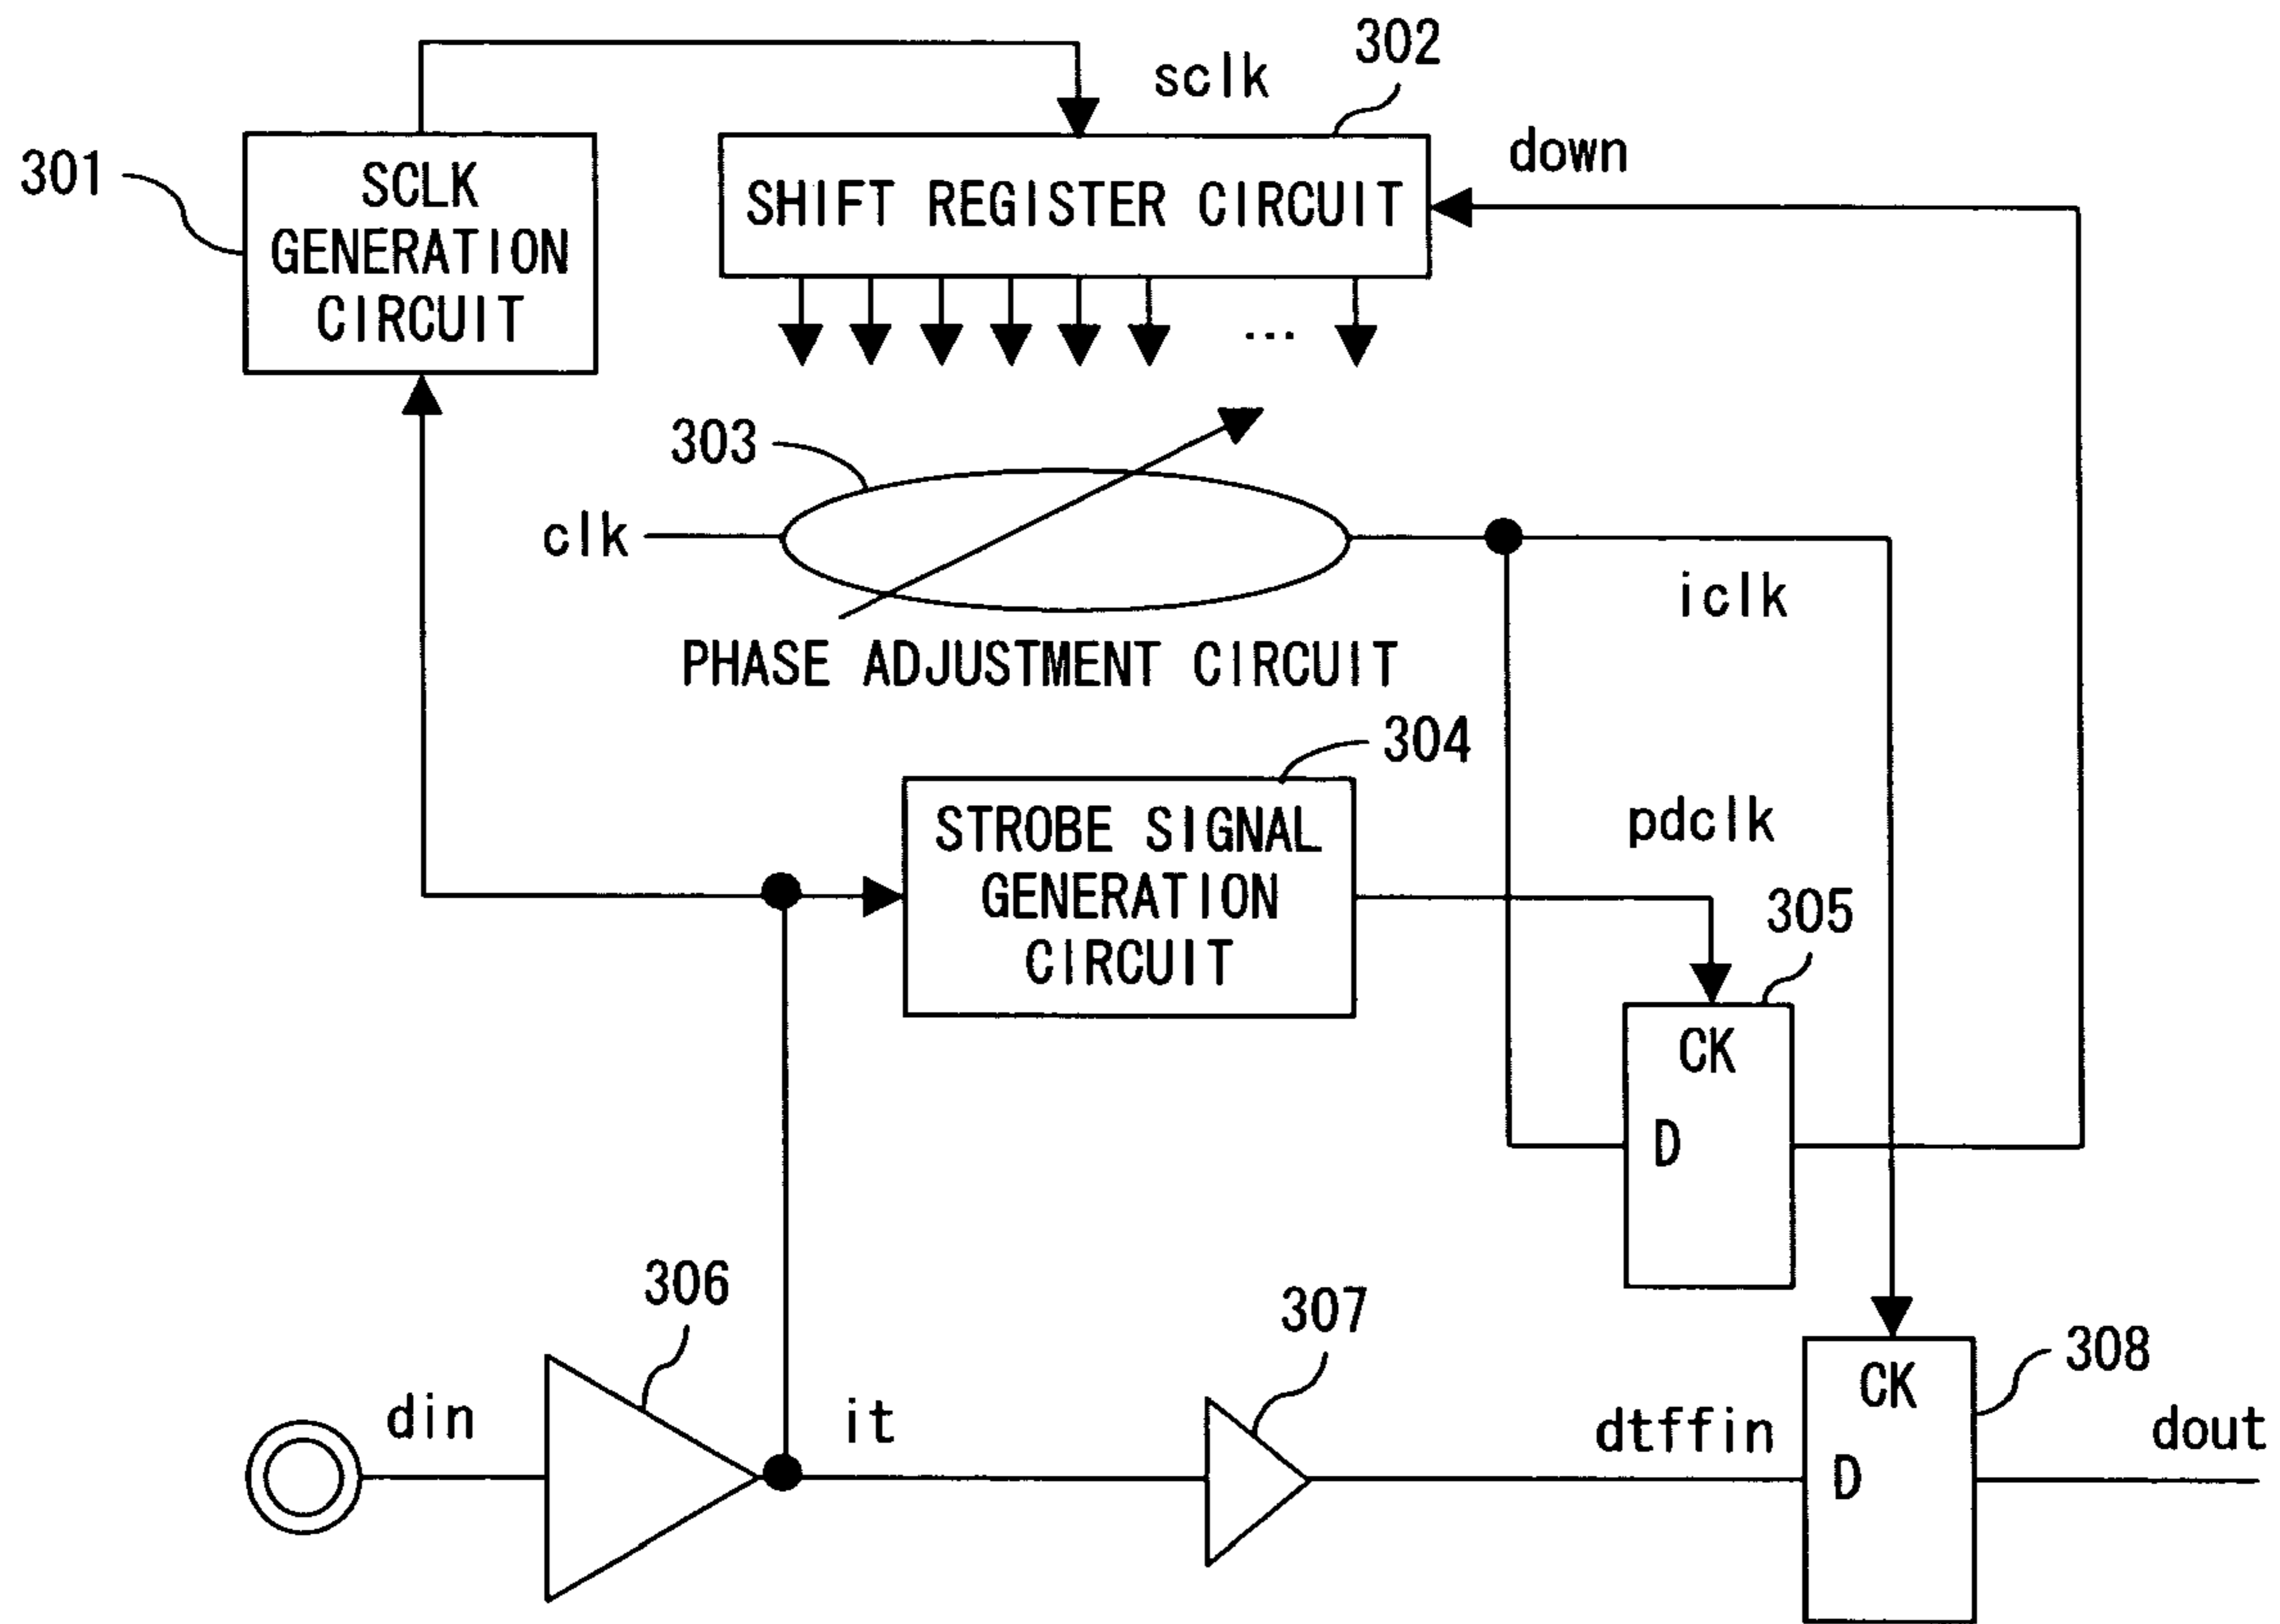 302
sclk
down
301
SCLK
GENERATION
CIRCUIT
SHIFT REGISTER CIRCUIT
...
303
clk
iclk
PHASE ADJUSTMENT CIRCUIT
304
STROBE SIGNAL
GENERATION
CIRCUIT
pdclk
305
CK
D
306
307
308
din
it
dtffin
CK
D
dout